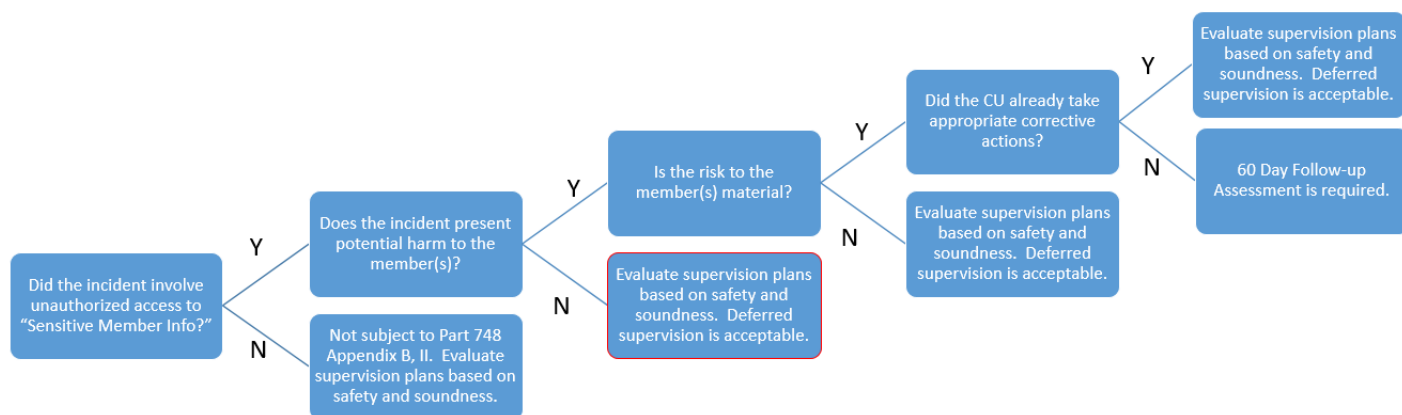 Did the incident involve
unauthorized access to
“Sensitive Member Info?”
Y
N
Does the incident present
potential harm to the
member(s)?
Not subject to Part 748
Appendix B, II.  Evaluate
supervision plans based on
safety and soundness.
Y
N
Is the risk to the
member(s) material?
Evaluate supervision plans
based on safety and
soundness.  Deferred
supervision is acceptable.
Y
N
Did the CU already take
appropriate corrective
actions?
Evaluate supervision plans
based on safety and
soundness.  Deferred
supervision is acceptable.
Y
N
Evaluate supervision plans
based on safety and
soundness.  Deferred
supervision is acceptable.
60 Day Follow-up
Assessment is required.